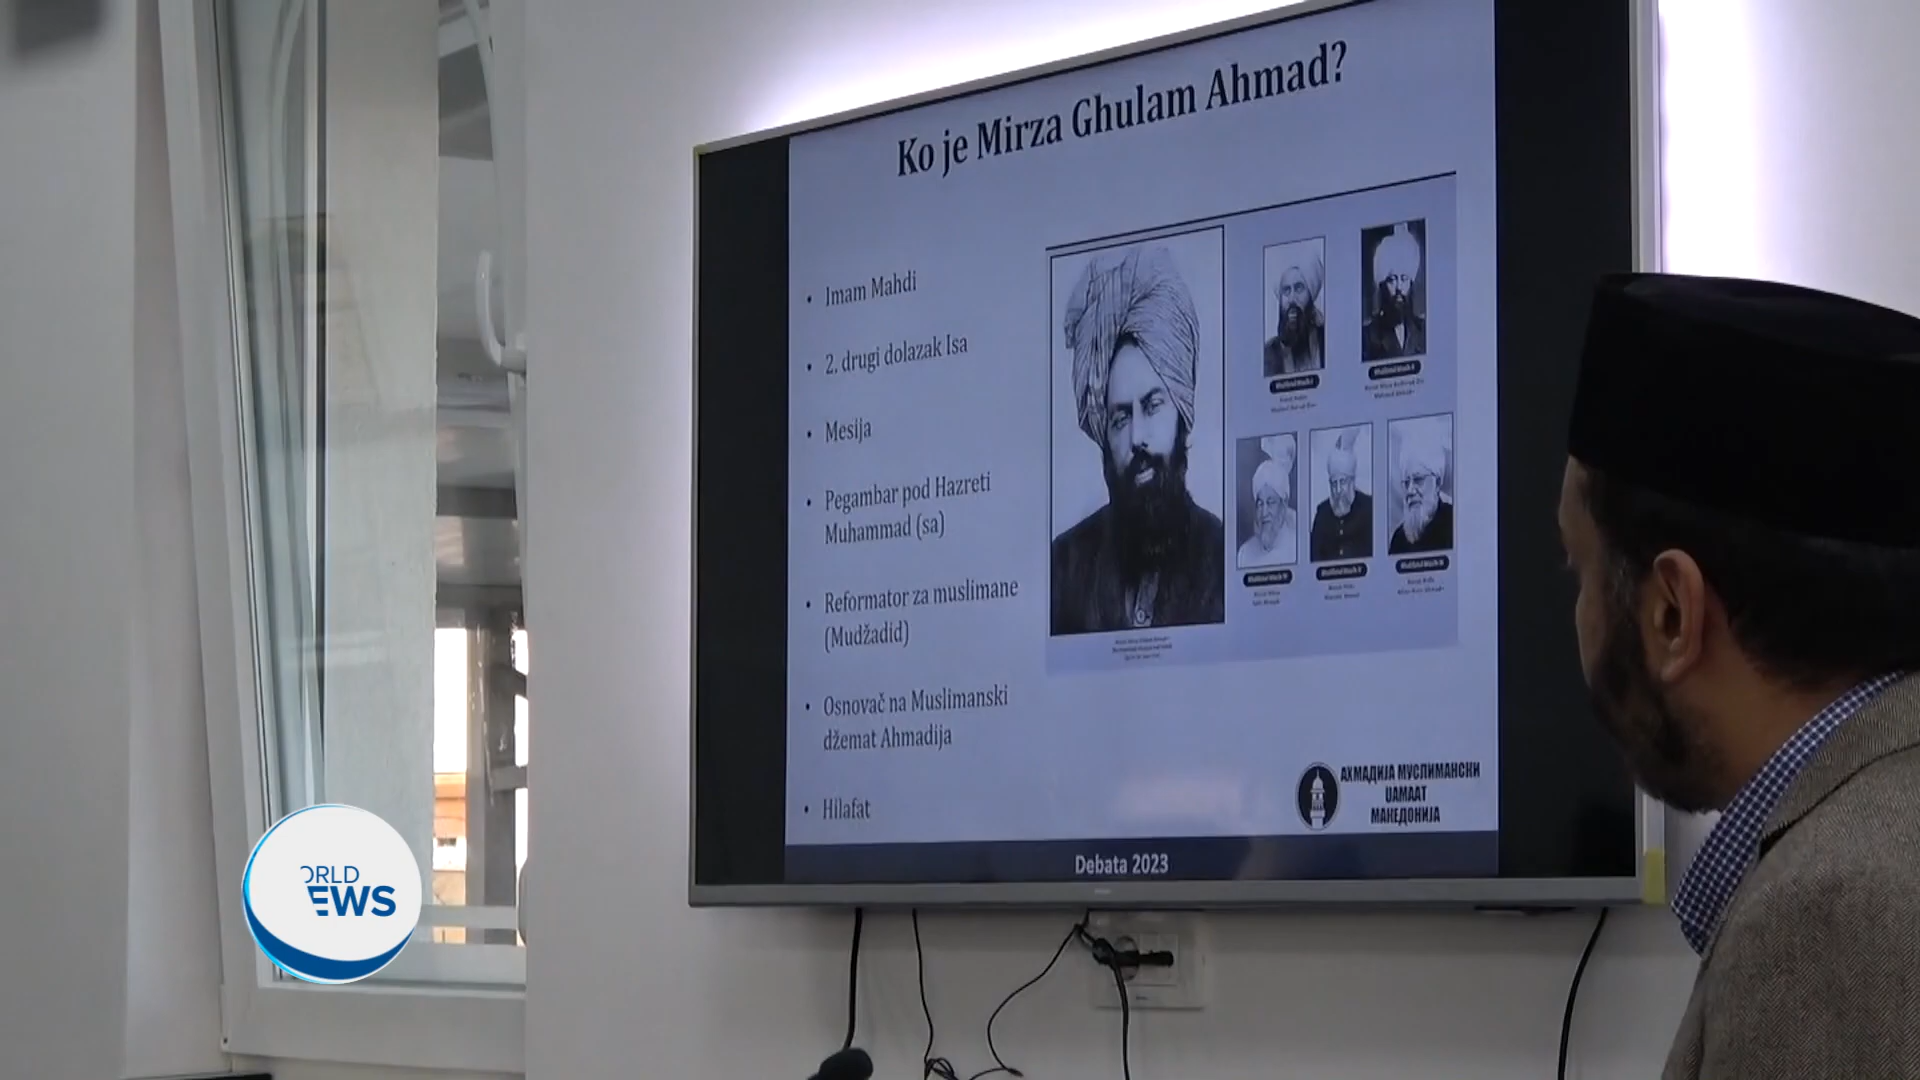 Ko je Mirza Ghulam Ahmad?
• Imam Mahdi
• 2. drugi dolazak Isa
• Mesija
• Pegambar pod Hazreti
Muhammad (sa)
• Reformator za muslimane
(Mudžadid)
• Osnovač na Muslimanski
džemat Ahmadija
• Hilafat
АХМАДИЈА МУСЛИМАНСКИ
ЏАМААТ
МАКЕДОНИЈА
Debata 2023
ORLD
EWS